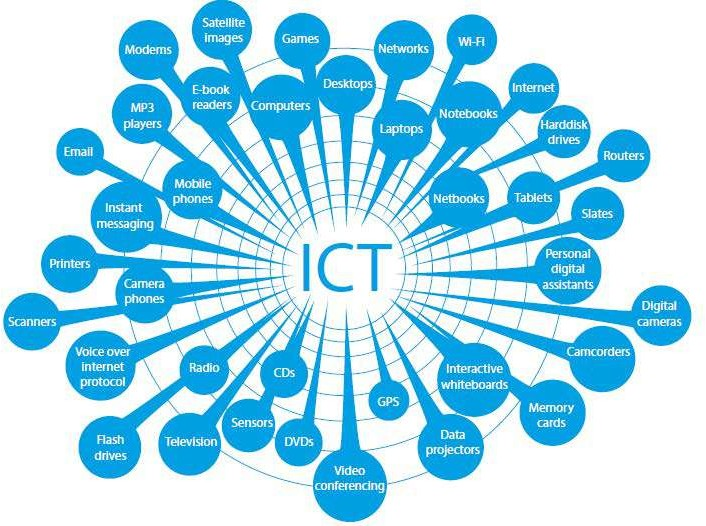 Satellite
images
Games
Modems
Networks
Wi-Fi
Desktops
E-book
readers
Computers
Internet
MP3
players
Notebooks
Laptops
Harddisk
drives
Email
Routers
Mobile
phones
Netbooks
Tablets
Instant
messaging
Slates
ICT
Printers
Personal
digital
assistants
Camera
phones
Scanners
Digital
cameras
Voice over
internet
protocol
Radio
CDs
Interactive
whiteboards
Camcorders
GPS
Memory
cards
Sensors
Flash
drives
Television
DVDs
Data
projectors
Video
conferencing